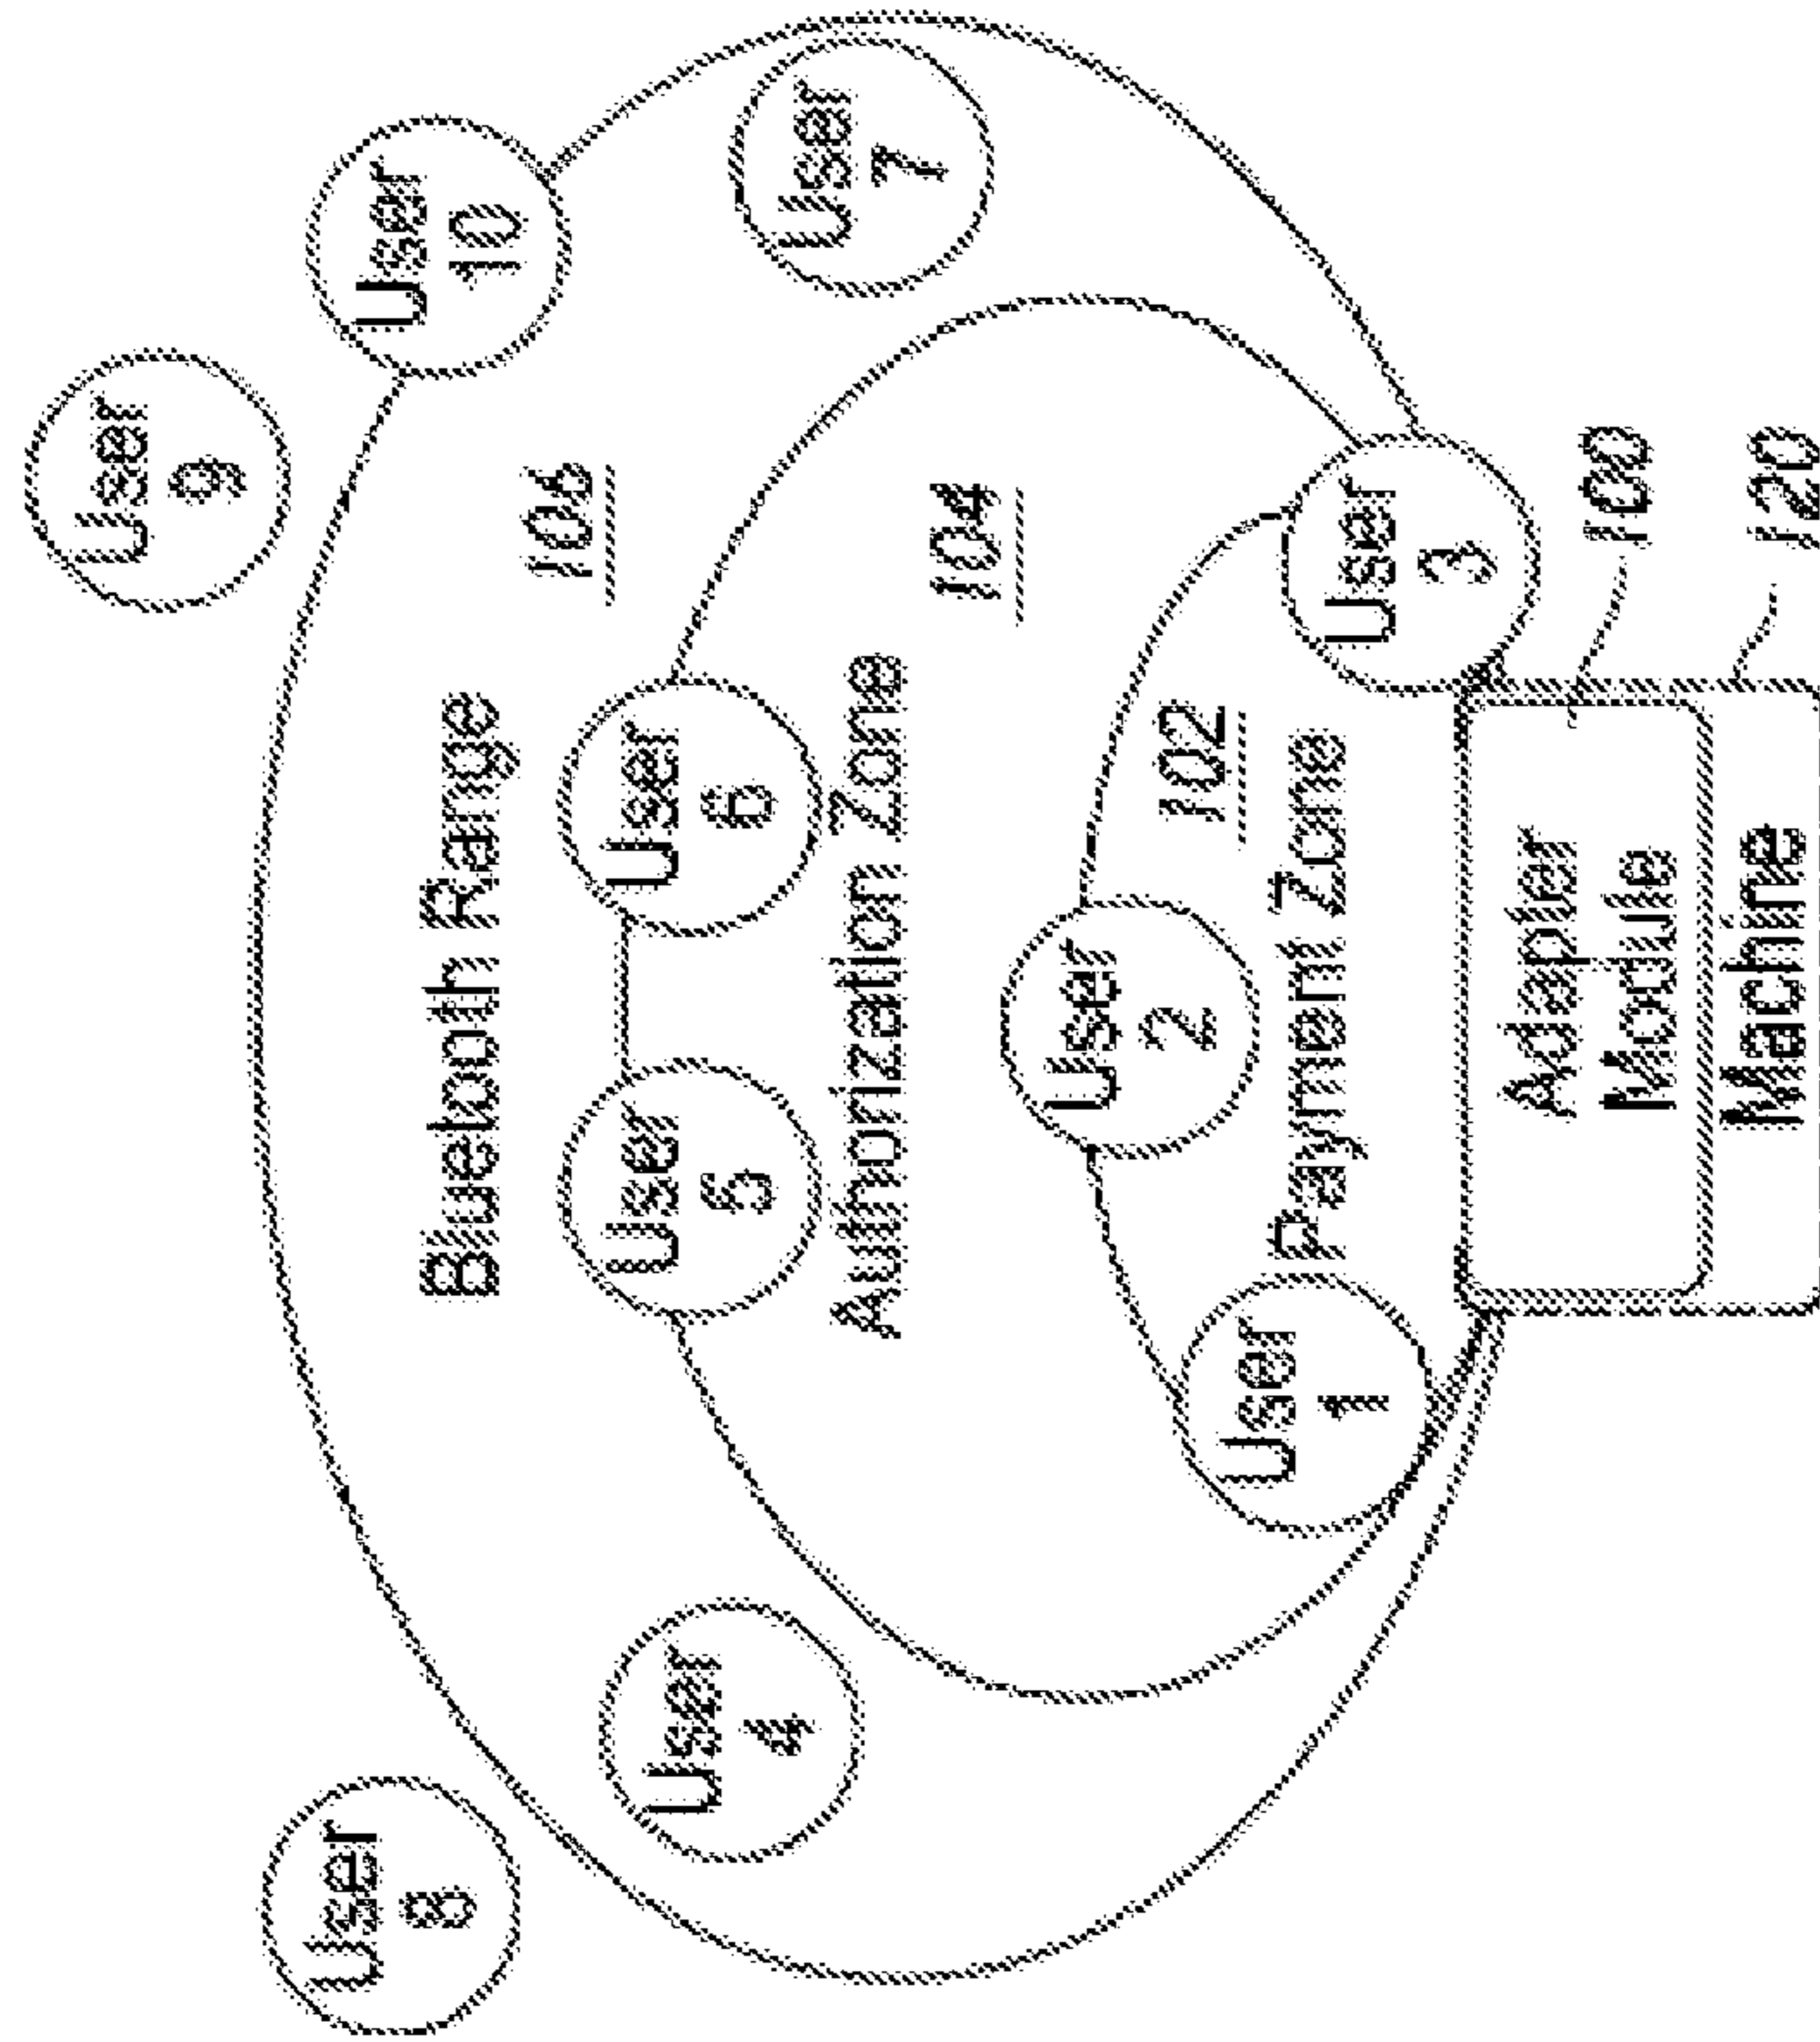 User
9
User
10
User
8
User
7
Bluetooth Range
106
User
5
User
6
User
4
Authorization Zone
104
User
2
102
User
1
Payment Zone
User
3
Adapter
Module
100
Machine
120